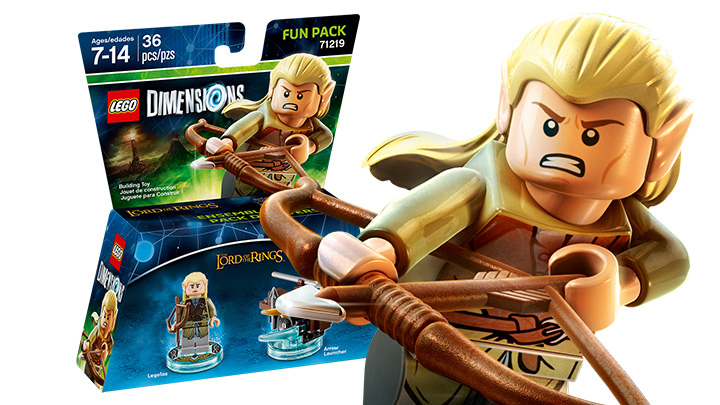 Ages/edades
7-14
36
pcs/pzs
FUN PACK
71219
LEGO DIMENSIONS
Building Toy
Jouet de construction
Juguete para Construir
THE LORD OF THE RINGS
LEGO DIMENSIONS
THE LORD OF THE RINGS
Legolas
Arrow
Launcher